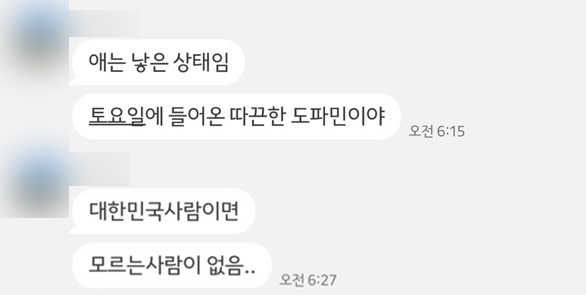 애는 낳은 상태임
토요일에 들어온 따끈한 도파민이야
오전 6:15
대한민국사람이면
모르는사람이 없음..
오전 6:27